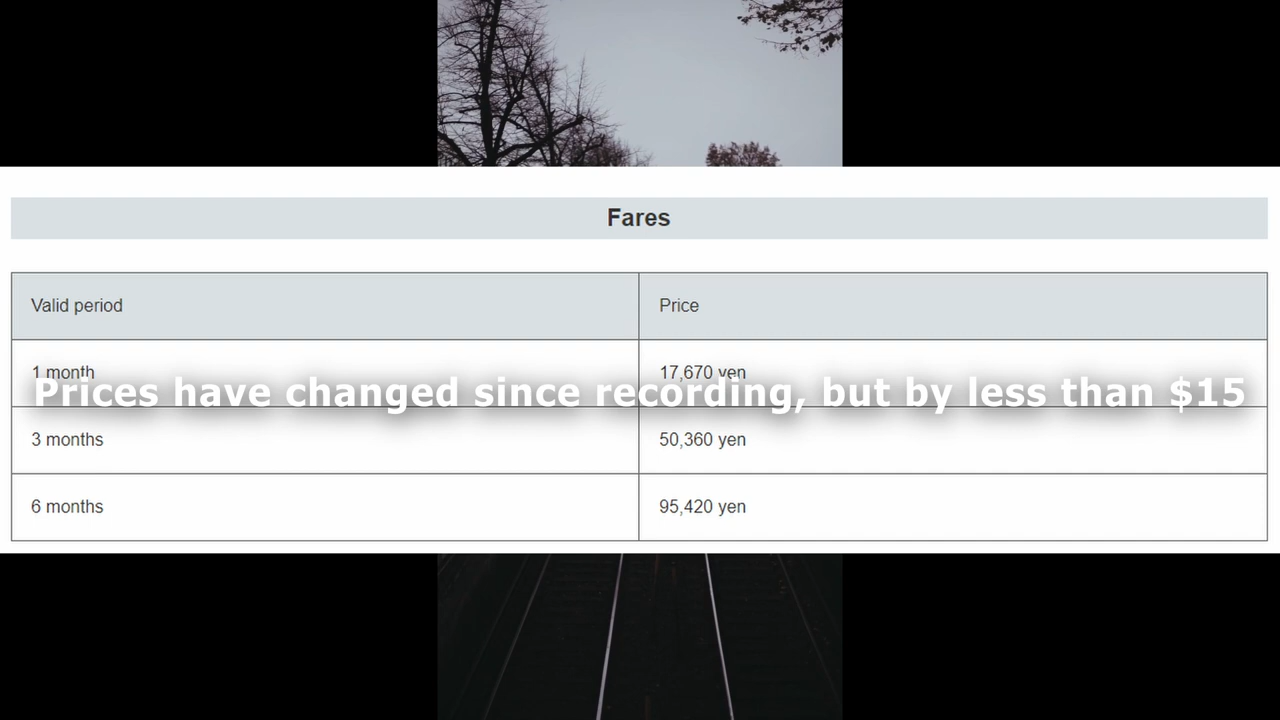 Fares
Valid period Price
1 month 17,670 yen
Prices have changed since recording, but by less than $15
3 months 50,360 yen
6 months 95,420 yen